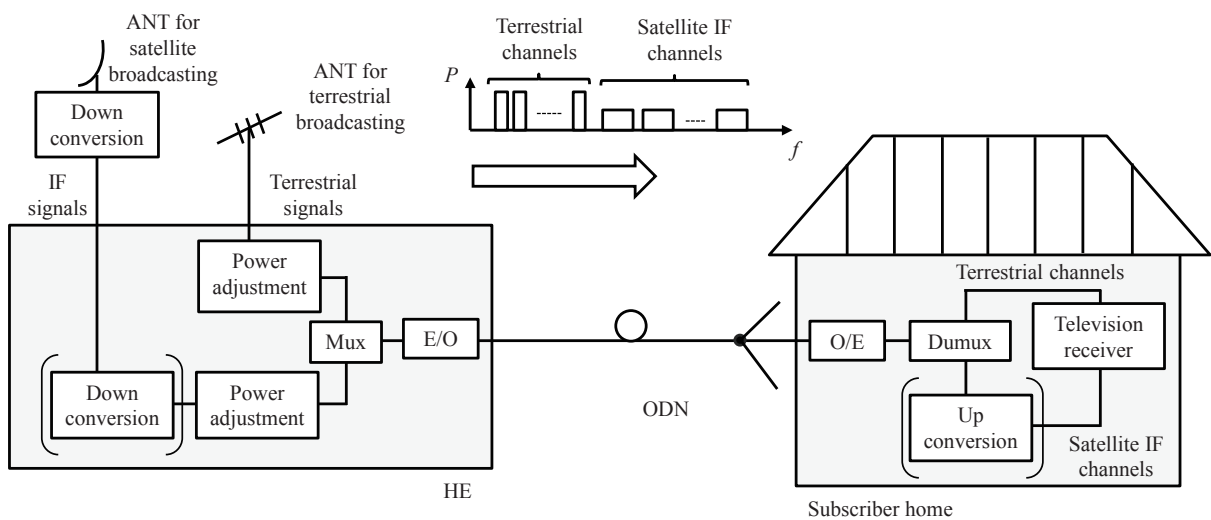 ANT for
satellite
broadcasting
Down
conversion
IF
signals
ANT for
terrestrial
broadcasting
Terrestrial
signals
Terrestrial
channels
Satellite IF
channels
P
-----
----
f
Power
adjustment
Mux
E/O
Down
conversion
Power
adjustment
HE
ODN
Terrestrial channels
O/E
Dumux
Television
receiver
Up
conversion
Satellite IF
channels
Subscriber home